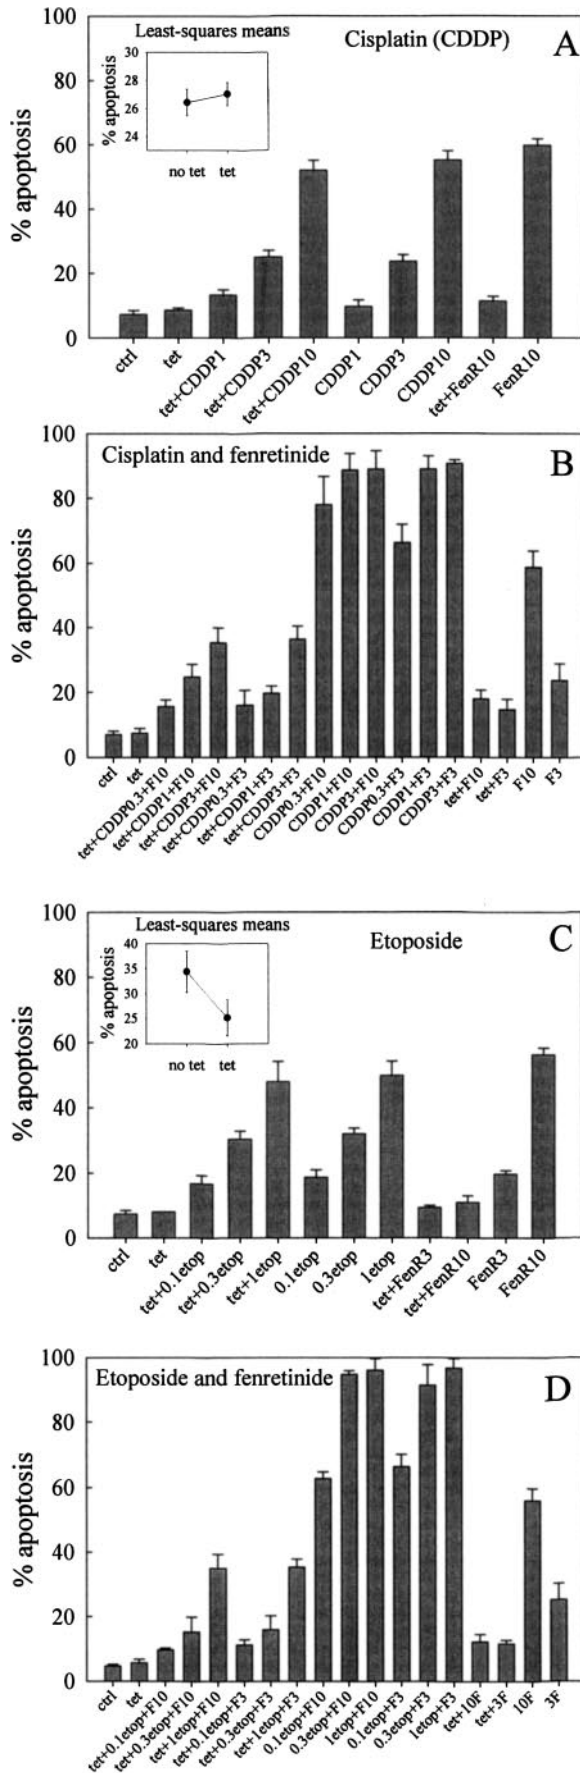 Cisplatin (CDDP)
A
Least-squares means
% apoptosis
30
28
26
24
no tet
tet
% apoptosis
100
80
60
40
20
0
ctrl
tet
tet+CDDP1
tet+CDDP3
tet+CDDP10
CDDP1
CDDP3
CDDP10
tet+FenR10
FenR10
Cisplatin and fenretinide
B
% apoptosis
100
80
60
40
20
0
ctrl
tet
tet+CDDP0.3+F10
tet+CDDP1+F10
tet+CDDP3+F10
tet+CDDP0.3+F3
tet+CDDP1+F3
tet+CDDP3+F3
CDDP0.3+F10
CDDP1+F10
CDDP3+F10
CDDP0.3+F3
CDDP1+F3
CDDP3+F3
tet+F10
tet+F3
F10
F3
Etoposide
C
Least-squares means
% apoptosis
40
35
30
25
20
no tet
tet
% apoptosis
100
80
60
40
20
0
ctrl
tet
tet+0.1etop
tet+0.3etop
tet+1etop
0.1etop
0.3etop
1etop
tet+FenR3
tet+FenR10
FenR3
FenR10
Etoposide and fenretinide
D
% apoptosis
100
80
60
40
20
0
ctrl
tet
tet+0.1etop+F10
tet+0.3etop+F10
tet+1etop+F10
tet+0.1etop+F3
tet+0.3etop+F3
tet+1etop+F3
0.1etop+F10
0.3etop+F10
1etop+F10
0.1etop+F3
0.3etop+F3
1etop+F3
tet+10F
tet+3F
10F
3F